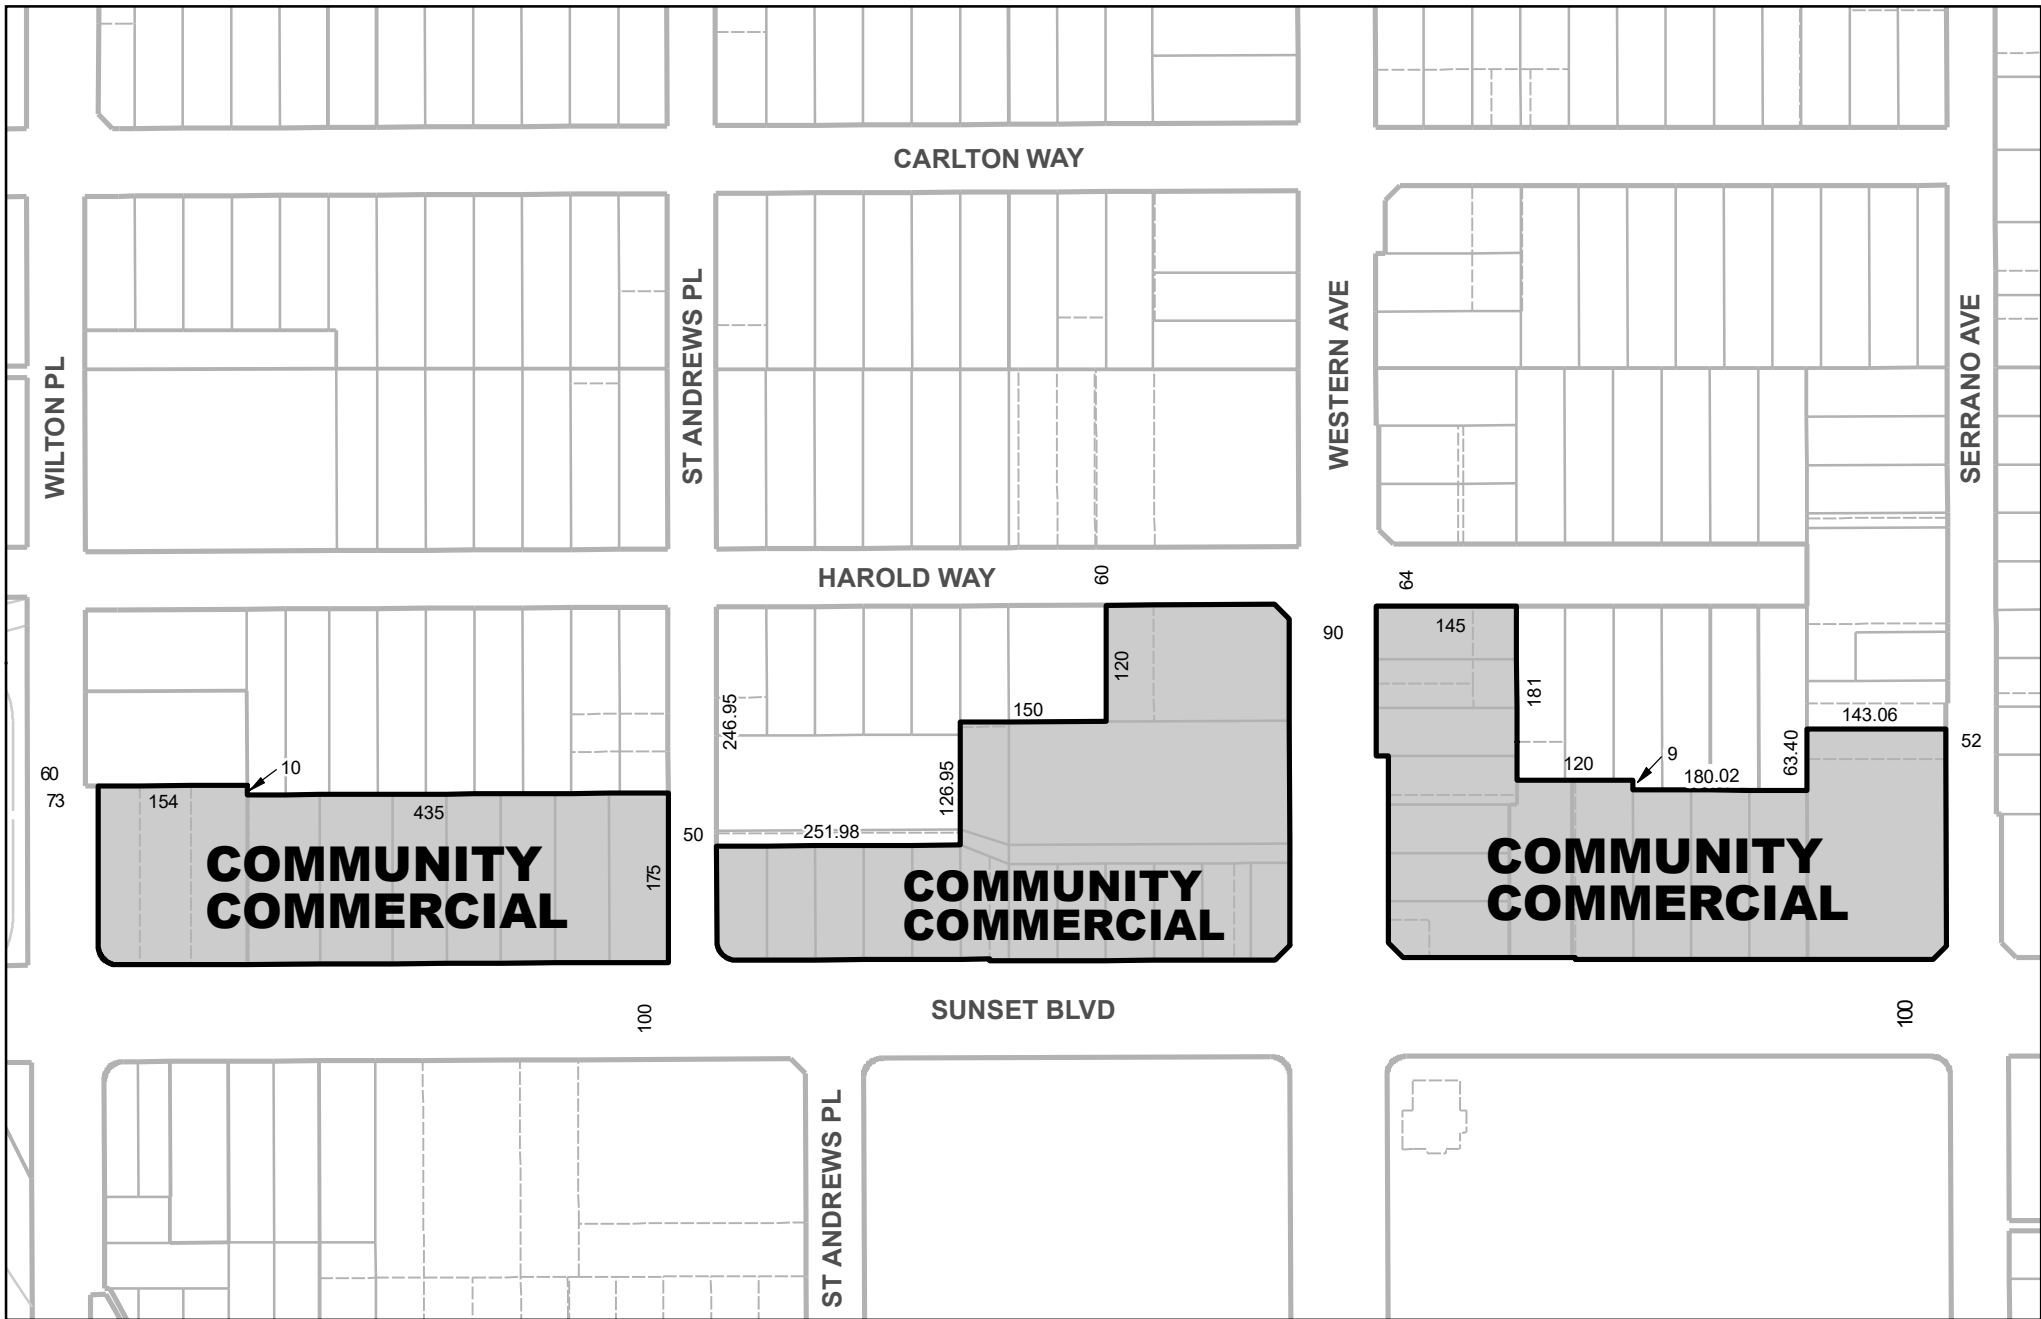 CARLTON WAY
WILTON PL
ST ANDREWS PL
WESTERN AVE
SERRANO AVE
HAROLD WAY
60
64
90
145
120
181
246.95
150
143.06
52
126.95
120
9
180.02
63.40
60
73
10
154
435
50
251.98
175
COMMUNITY
COMMERCIAL
COMMUNITY
COMMERCIAL
COMMUNITY
COMMERCIAL
100
SUNSET BLVD
100
ST ANDREWS PL